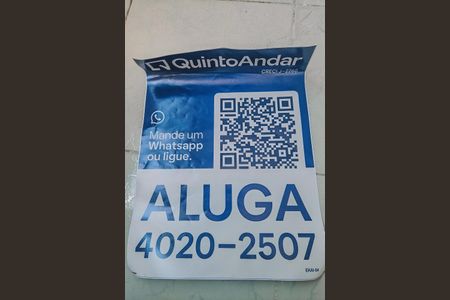 QuintoAndar
Mande um
Whatsapp
ou ligue.
ALUGA
4020-2507